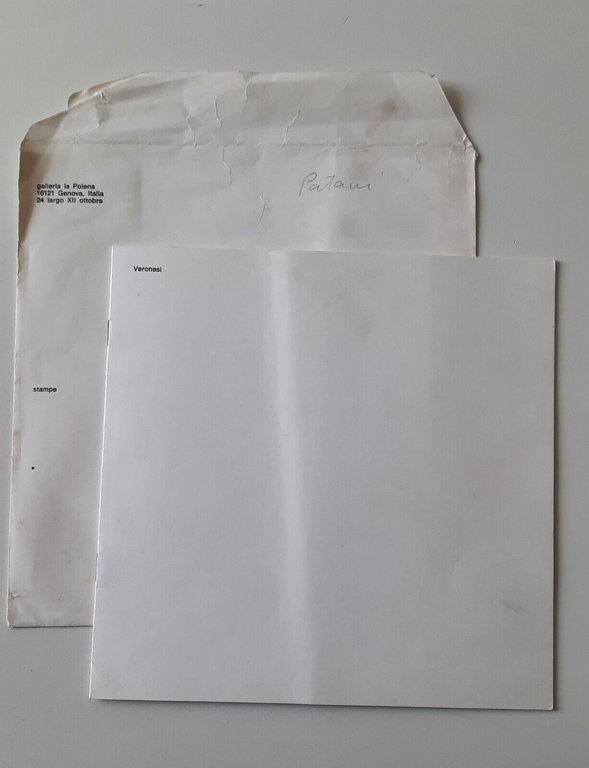 galleria la Polena
16121 Genova, Italia
24 largo XII ottobre
Patani
Veronesi
stampe